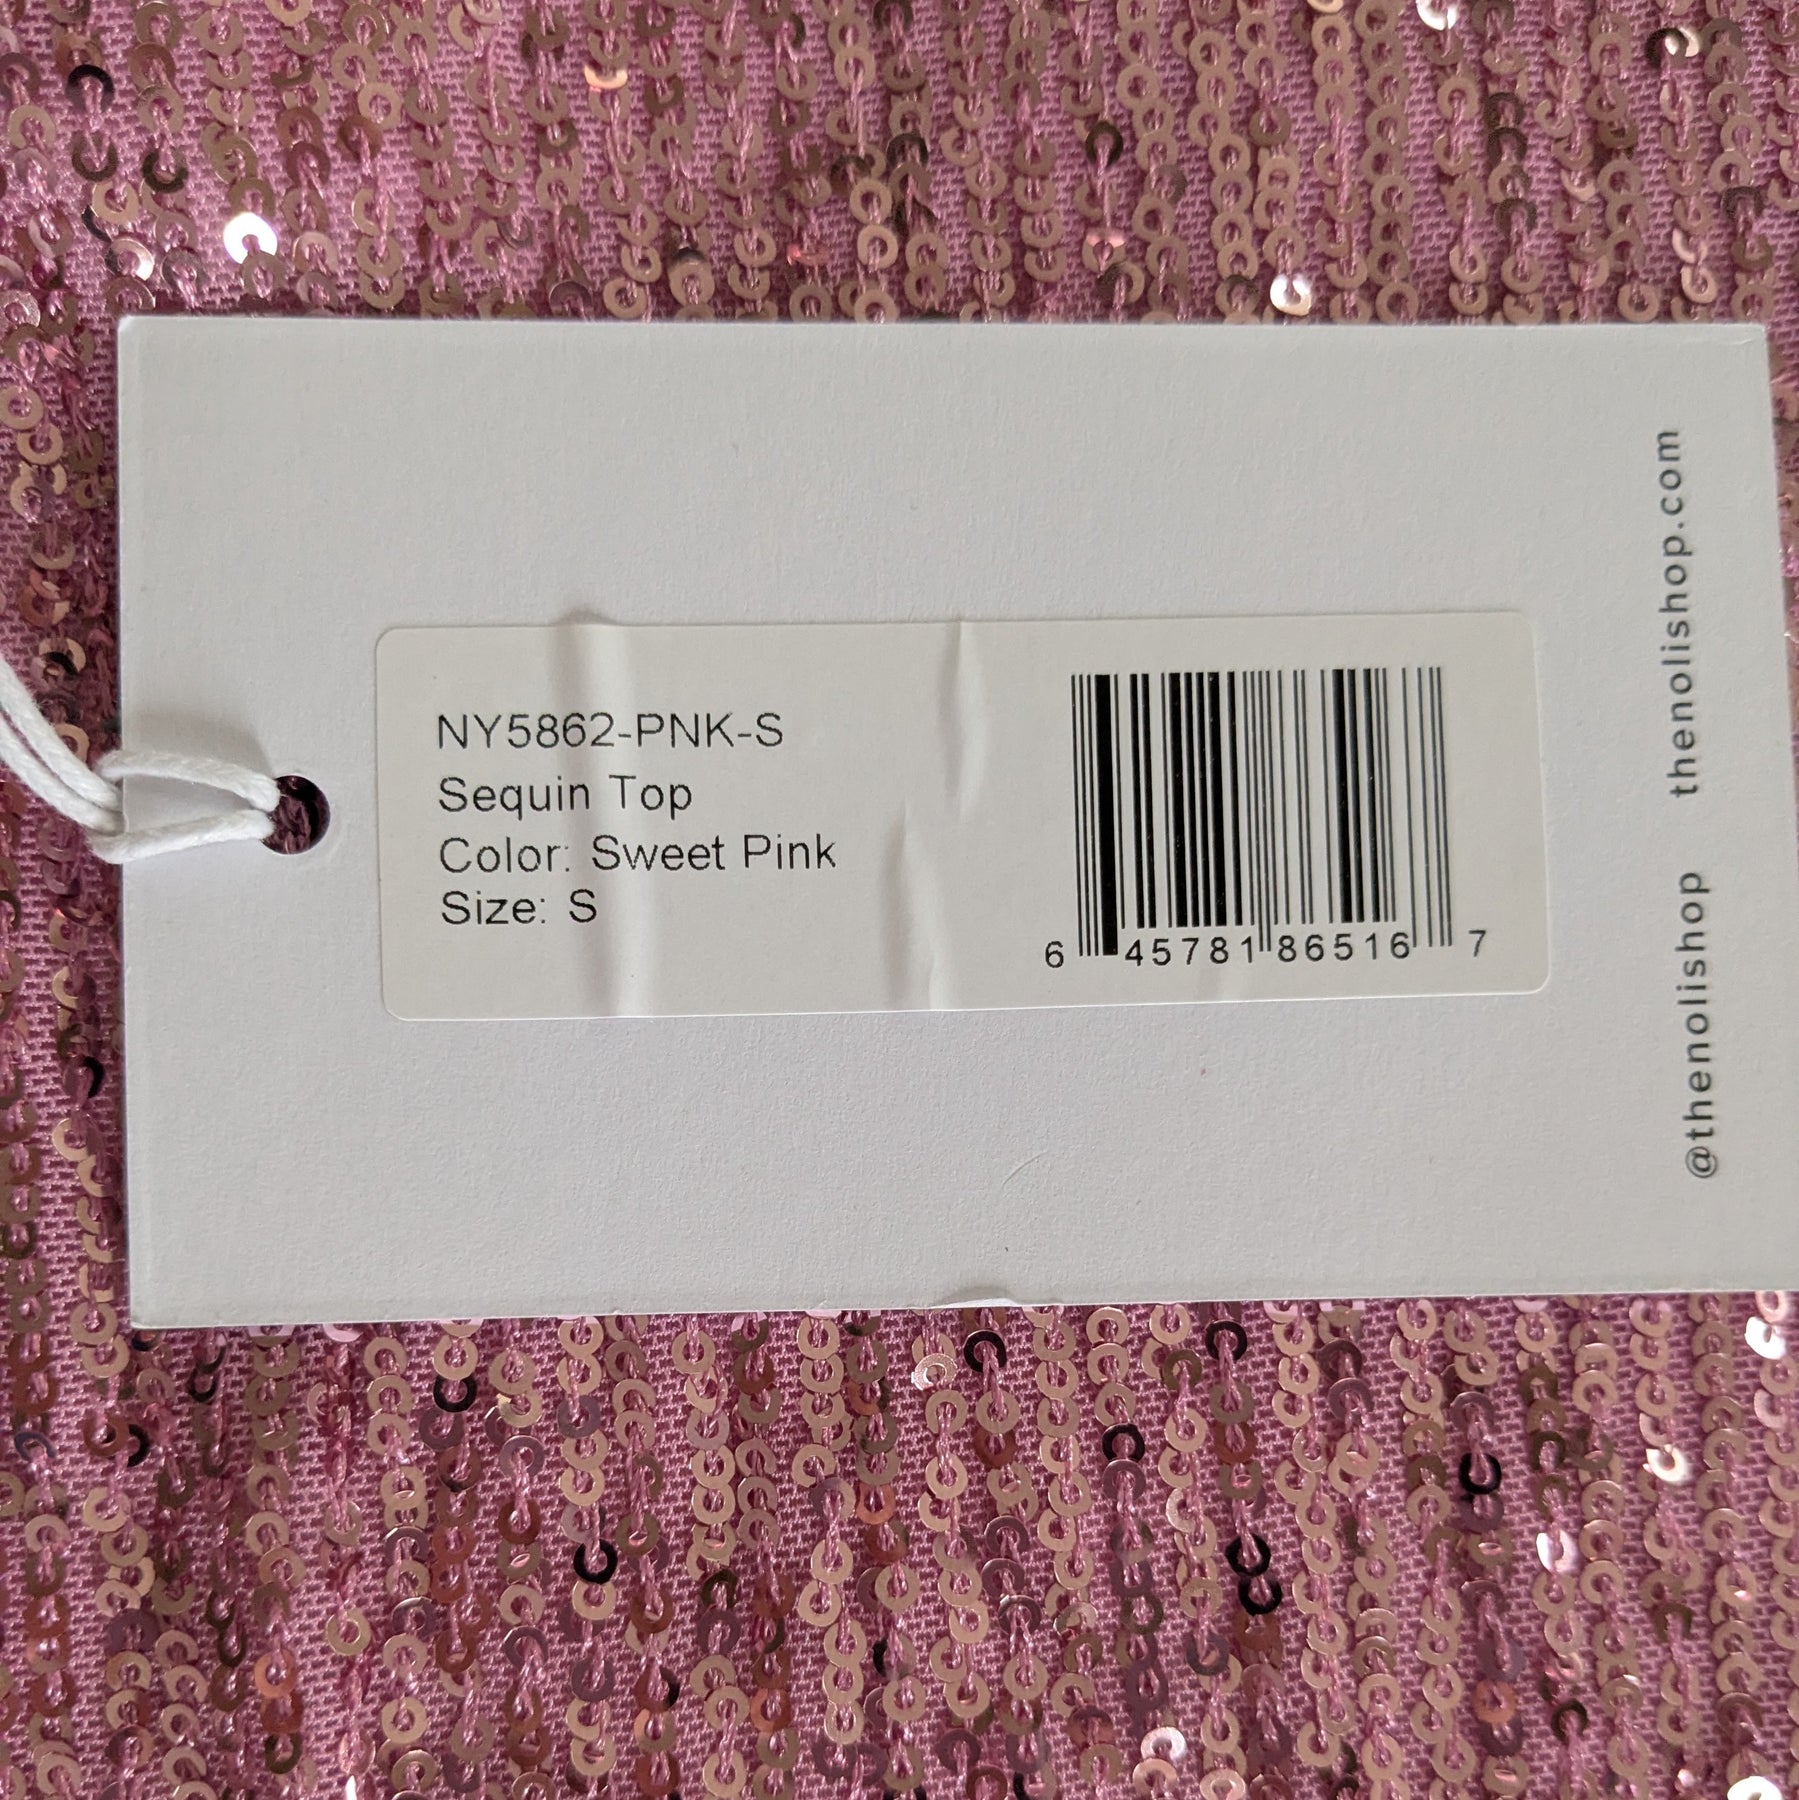 NY5862-PNK-S
Sequin Top
Color: Sweet Pink
Size: S
6 45781 86516 7
@thenolishop thenolishop.com